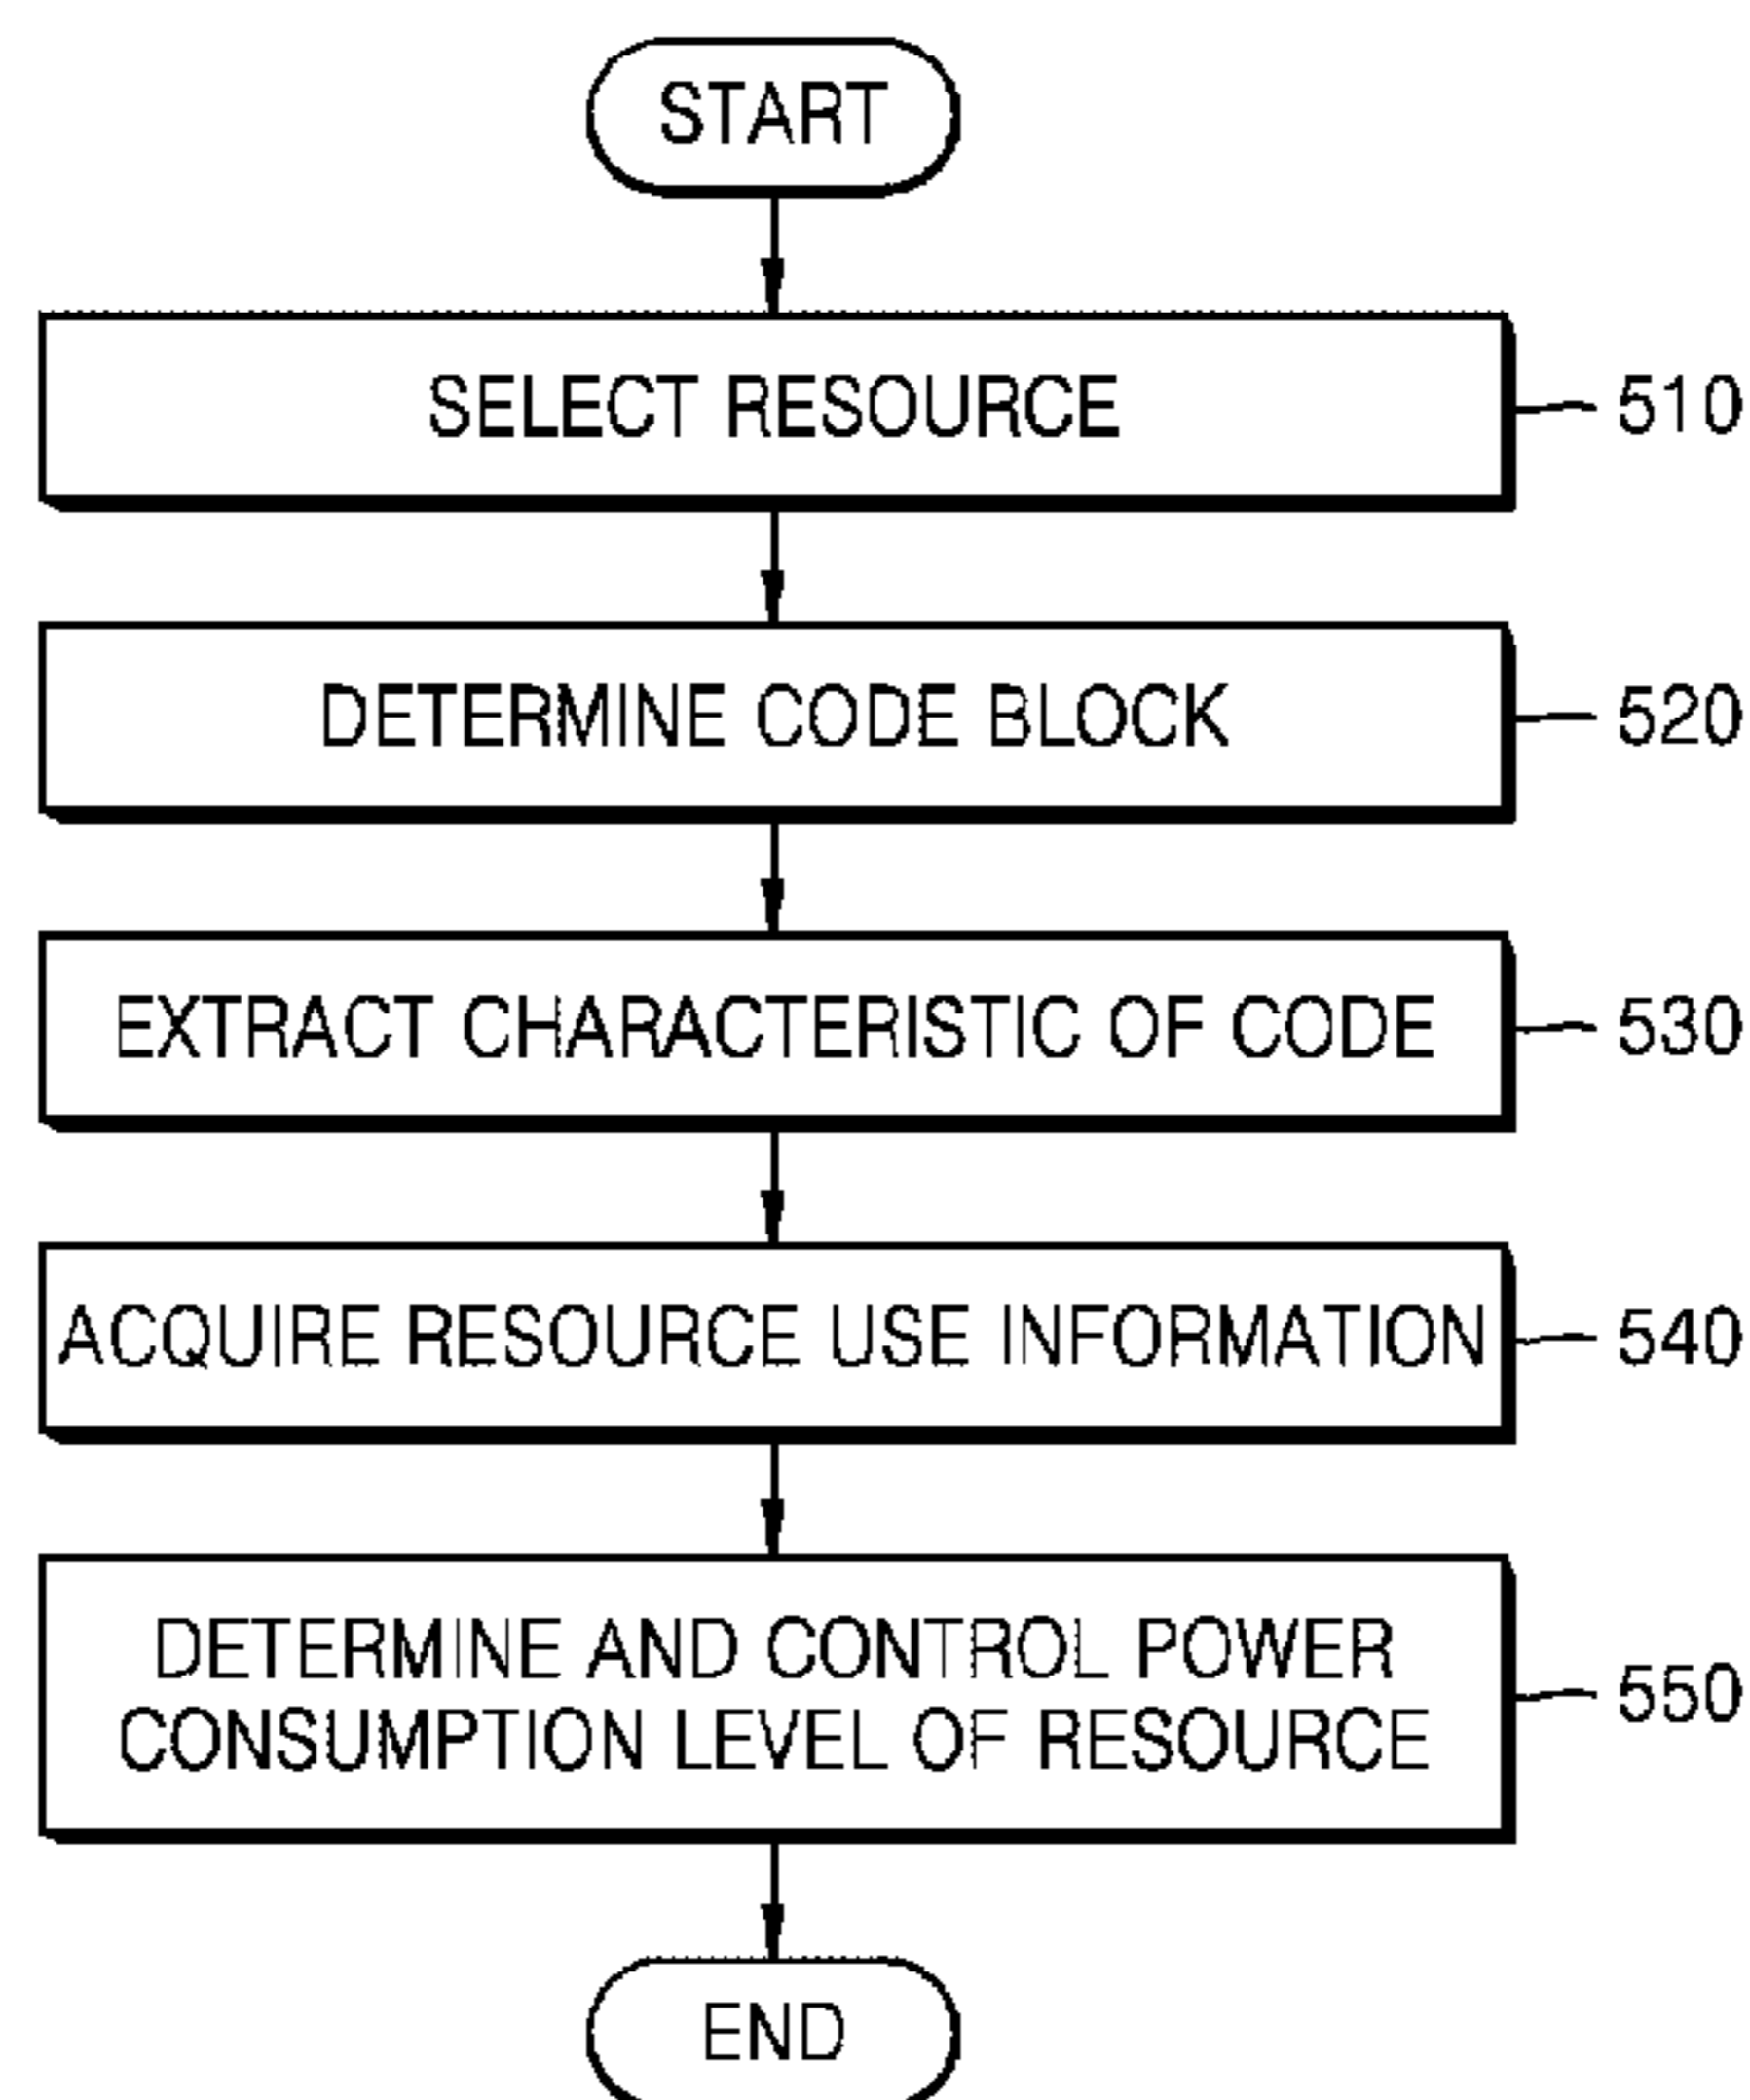 START
SELECT RESOURCE
510
DETERMINE CODE BLOCK
520
EXTRACT CHARACTERISTIC OF CODE
530
ACQUIRE RESOURCE USE INFORMATION
540
DETERMINE AND CONTROL POWER
CONSUMPTION LEVEL OF RESOURCE
550
END